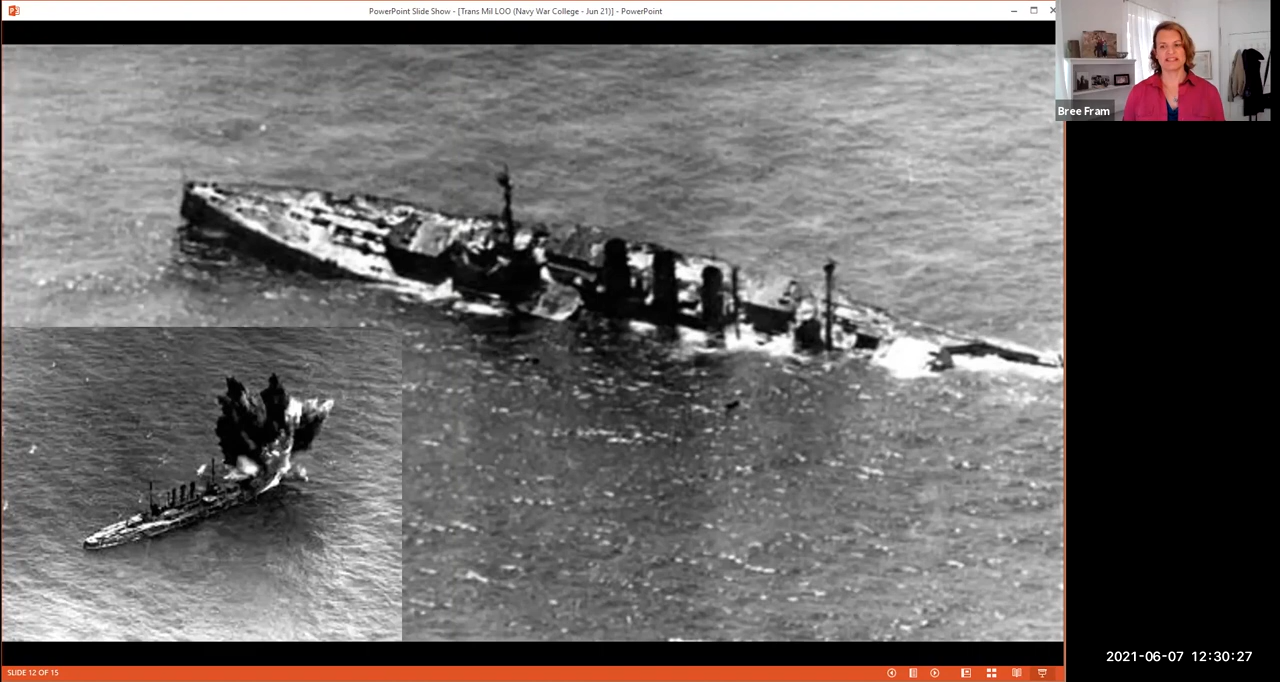 PowerPoint Slide Show - [Trans Mil LOO (Navy War College - Jun 21)] - PowerPoint
Bree Fram
2021-06-07 12:30:27
SLIDE 12 OF 15